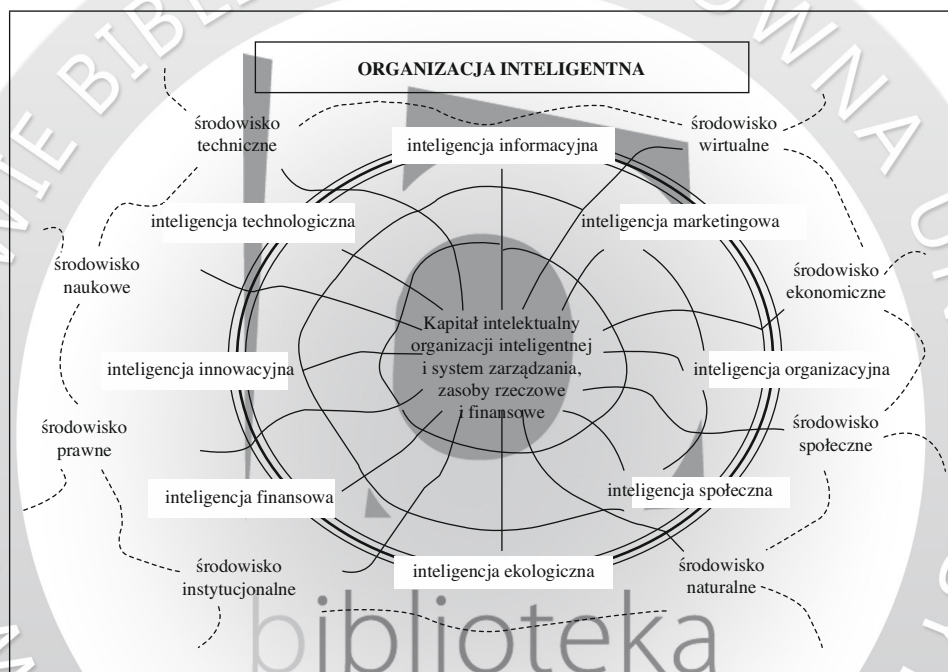 ORGANIZACJA INTELIGENTNA
środowisko
techniczne
inteligencja informacyjna
środowisko
wirtualne
inteligencja technologiczna
inteligencja marketingowa
środowisko
naukowe
środowisko
ekonomiczne
Kapitał intelektualny
organizacji inteligentnej
i system zarządzania,
zasoby rzeczowe
i finansowe
inteligencja innowacyjna
inteligencja organizacyjna
środowisko
prawne
środowisko
społeczne
inteligencja finansowa
inteligencja społeczna
środowisko
instytucjonalne
inteligencja ekologiczna
środowisko
naturalne
biblioteka